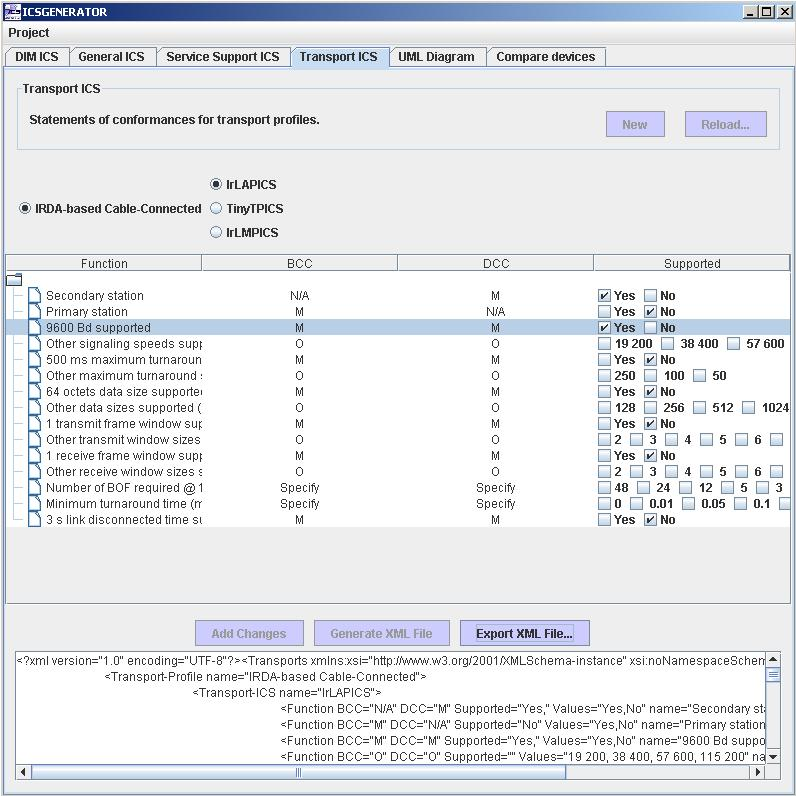 ICSGENERATOR
Project
DIM ICS General ICS Service Support ICS Transport ICS UML Diagram Compare devices
Transport ICS
Statements of conformances for transport profiles.
New Reload...
IrLAPICS
IRDA-based Cable-Connected TinyTPICS
IrLMPICS
Function BCC DCC Supported
Secondary station N/A M Yes No
Primary station M N/A Yes No
9600 Bd supported M M Yes No
Other signaling speeds supp O O 19 200 38 400 57 600
500 ms maximum turnaroun M M Yes No
Other maximum turnaround O O 250 100 50
64 octets data size supporte M M Yes No
Other data sizes supported ( O O 128 256 512 1024
1 transmit frame window sup M M Yes No
Other transmit window sizes O O 2 3 4 5 6
1 receive frame window supp M M Yes No
Other receive window sizes s O O 2 3 4 5 6
Number of BOF required @ 1 Specify Specify 48 24 12 5 3
Minimum turnaround time (m Specify Specify 0 0.01 0.05 0.1
3 s link disconnected time su M M Yes No
Add Changes Generate XML File Export XML File...
<?xml version="1.0" encoding="UTF-8"?><Transports xmlns:xsi="http://www.w3.org/2001/XMLSchema-instance" xsi:noNamespaceSchem
<Transport-Profile name="IRDA-based Cable-Connected">
<Transport-ICS name="IrLAPICS">
<Function BCC="N/A" DCC="M" Supported="Yes," Values="Yes,No" name="Secondary sta
<Function BCC="M" DCC="N/A" Supported="No" Values="Yes,No" name="Primary station
<Function BCC="M" DCC="M" Supported="Yes," Values="Yes,No" name="9600 Bd suppo
<Function BCC="O" DCC="O" Supported="" Values="19 200, 38 400, 57 600, 115 200" na